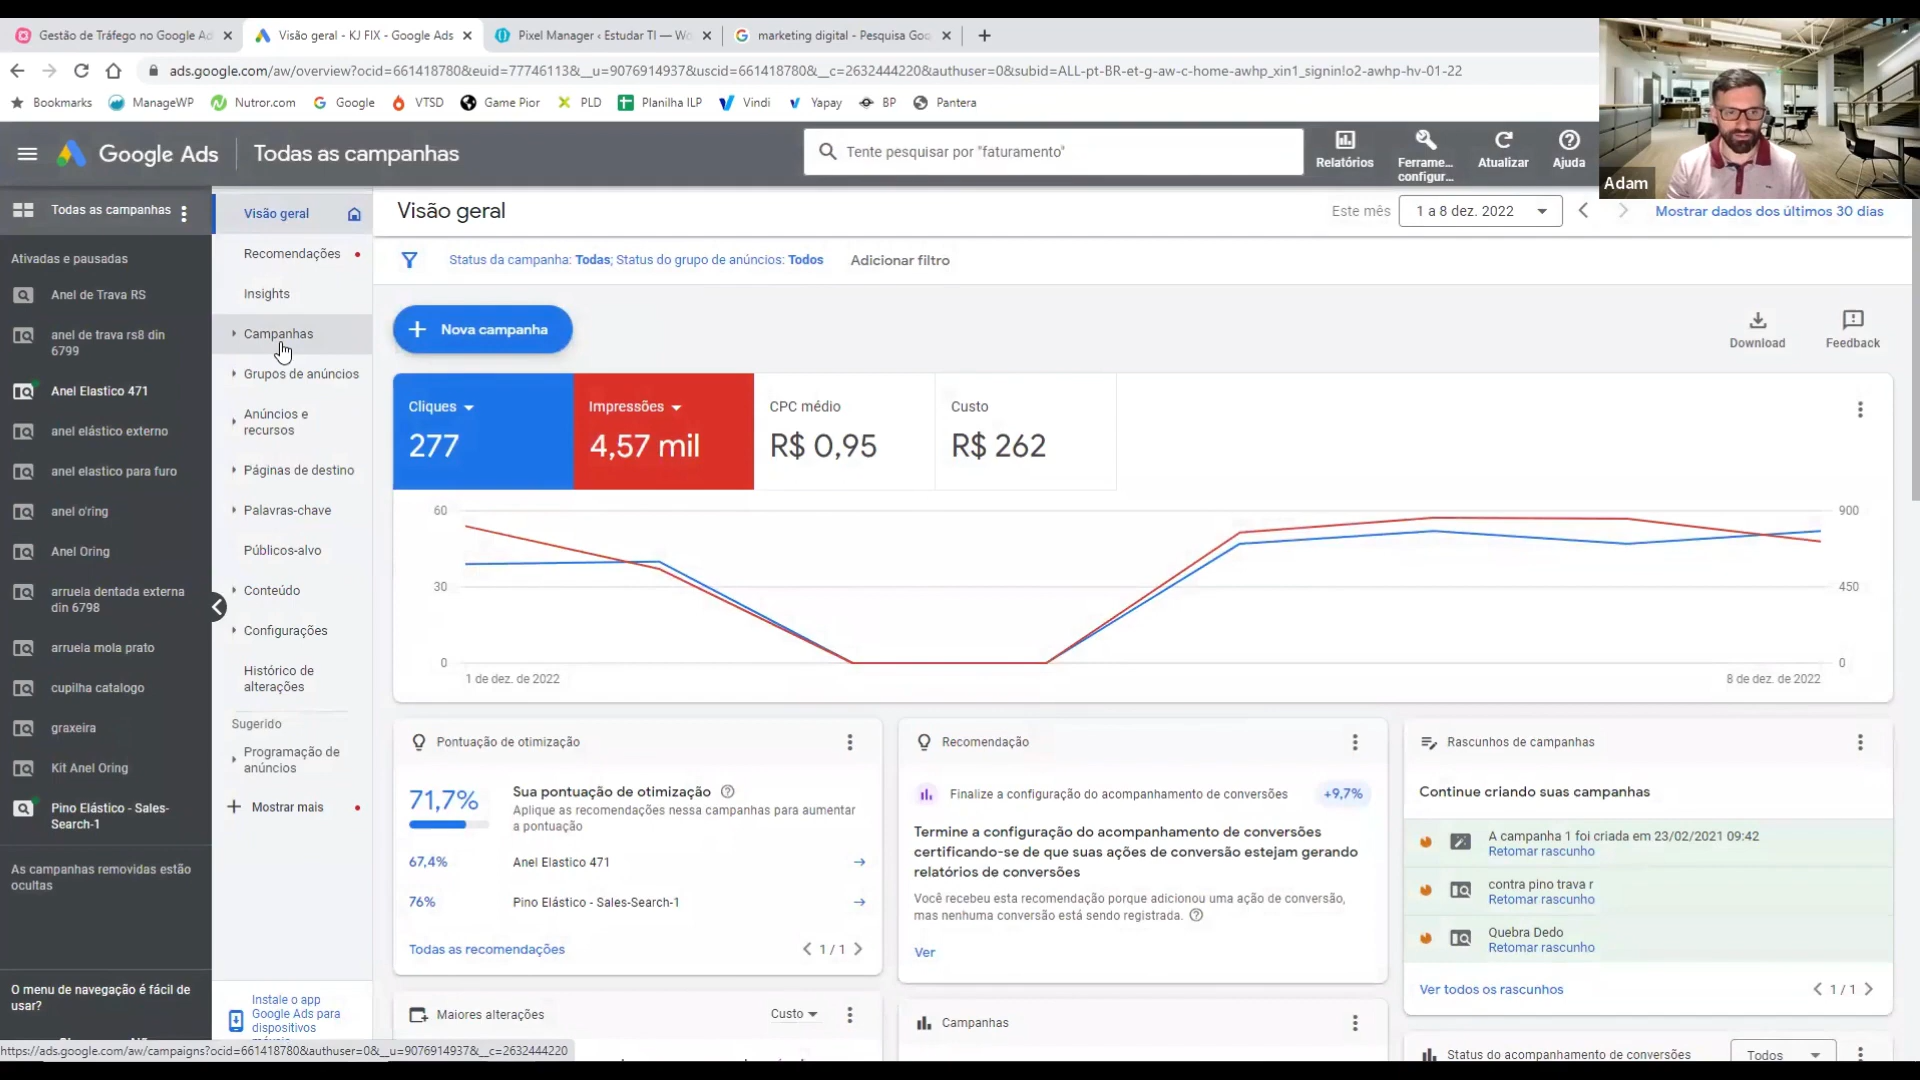 Gestão de Tráfego no Google Ad
Visão geral - KJ FIX - Google Ads
Pixel Manager ‹ Estudar TI — Wo
marketing digital - Pesquisa Goo
ads.google.com/aw/overview?ocid=661418780&euid=77746113&__u=9076914937&uscid=661418780&__c=2632444220&authuser=0&subid=ALL-pt-BR-et-g-aw-c-home-awhp_xin1_signin!o2-awhp-hv-01-22
Bookmarks
ManageWP
Nutror.com
Google
VTSD
Game Pior
PLD
Planilha ILP
Vindi
Yapay
BP
Pantera
Google Ads
Todas as campanhas
Tente pesquisar por "faturamento"
Relatórios
Ferrame...
configur...
Atualizar
Ajuda
Adam
Todas as campanhas
Ativadas e pausadas
Anel de Trava RS
anel de trava rs8 din
6799
Anel Elastico 471
anel elástico externo
anel elastico para furo
anel o'ring
Anel Oring
arruela dentada externa
din 6798
arruela mola prato
cupilha catalogo
graxeira
Kit Anel Oring
Pino Elástico - Sales-
Search-1
As campanhas removidas estão
ocultas
O menu de navegação é fácil de
usar?
Visão geral
Recomendações
Insights
Campanhas
Grupos de anúncios
Anúncios e
recursos
Páginas de destino
Palavras-chave
Públicos-alvo
Conteúdo
Configurações
Histórico de
alterações
Sugerido
Programação de
anúncios
Mostrar mais
Instale o app
Google Ads para
dispositivos
https://ads.google.com/aw/campaigns?ocid=661418780&authuser=0&__u=9076914937&__c=2632444220
Visão geral
Este mês
1 a 8 dez. 2022
Mostrar dados dos últimos 30 dias
Status da campanha: Todas; Status do grupo de anúncios: Todos
Adicionar filtro
Nova campanha
Download
Feedback
Cliques
277
Impressões
4,57 mil
CPC médio
R$ 0,95
Custo
R$ 262
60
900
30
450
0
0
1 de dez. de 2022
8 de dez. de 2022
Pontuação de otimização
71,7%
Sua pontuação de otimização
Aplique as recomendações nessa campanhas para aumentar
a pontuação
67,4%
Anel Elastico 471
76%
Pino Elástico - Sales-Search-1
Todas as recomendações
1 / 1
Recomendação
Finalize a configuração do acompanhamento de conversões
+9,7%
Termine a configuração do acompanhamento de conversões
certificando-se de que suas ações de conversão estejam gerando
relatórios de conversões
Você recebeu esta recomendação porque adicionou uma ação de conversão,
mas nenhuma conversão está sendo registrada.
Ver
Rascunhos de campanhas
Continue criando suas campanhas
A campanha 1 foi criada em 23/02/2021 09:42
Retomar rascunho
contra pino trava r
Retomar rascunho
Quebra Dedo
Retomar rascunho
Ver todos os rascunhos
1 / 1
Maiores alterações
Custo
Campanhas
Status do acompanhamento de conversões
Todos